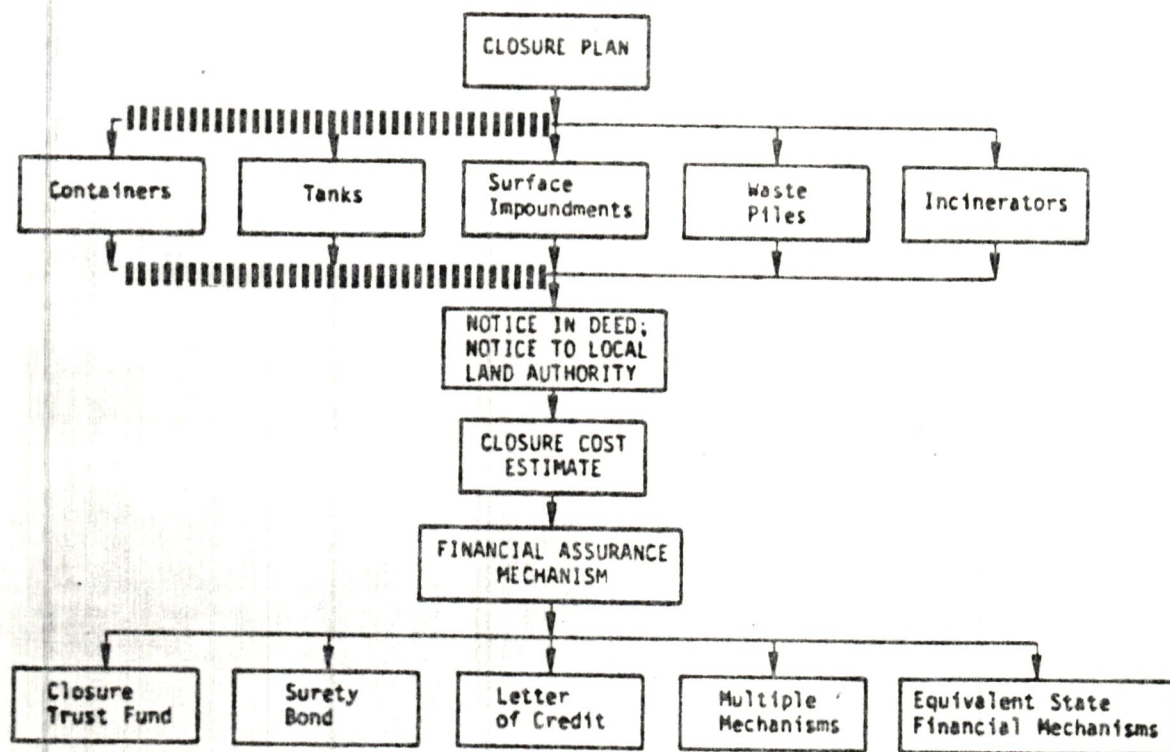 CLOSURE PLAN
Containers
Tanks
Surface
Impoundments
Waste
Piles
Incinerators
NOTICE IN DEED;
NOTICE TO LOCAL
LAND AUTHORITY
CLOSURE COST
ESTIMATE
FINANCIAL ASSURANCE
MECHANISM
Closure
Trust Fund
Surety
Bond
Letter
of Credit
Multiple
Mechanisms
Equivalent State
Financial Mechanisms